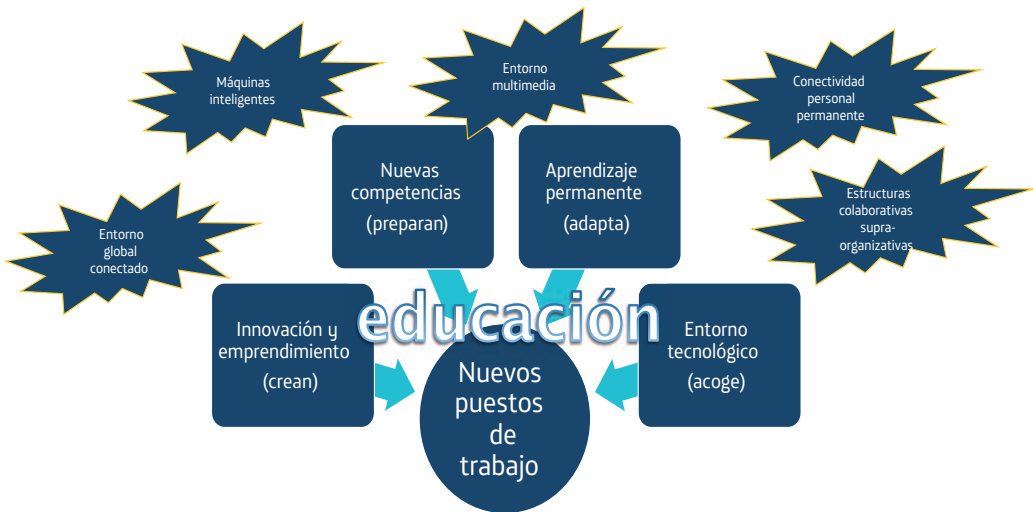 Máquinas
inteligentes
Entorno
multimedia
Conectividad
personal
permanente
Entorno
global
conectado
Nuevas
competencias
(preparan)
Aprendizaje
permanente
(adapta)
Estructuras
colaborativas
supra-
organizativas
educación
Innovación y
emprendimiento
(crean)
Nuevos
puestos
de
trabajo
Entorno
tecnológico
(acoge)